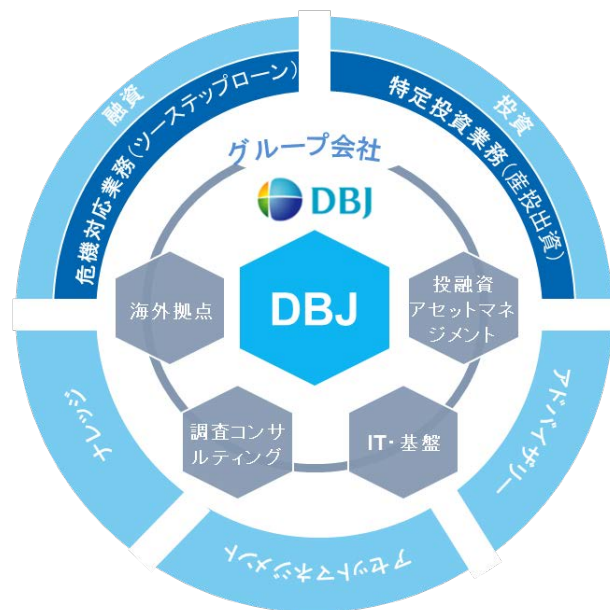 融資
危機対応業務(ツーステップローン)
投資
特定投資業務(産投出資)
グループ会社
DBJ
DBJ
海外拠点
投融資
アセットマネ
ジメント
調査コンサ
ルティング
IT・基盤
ナレッジ
アドバイザリー
アセットマネジメント